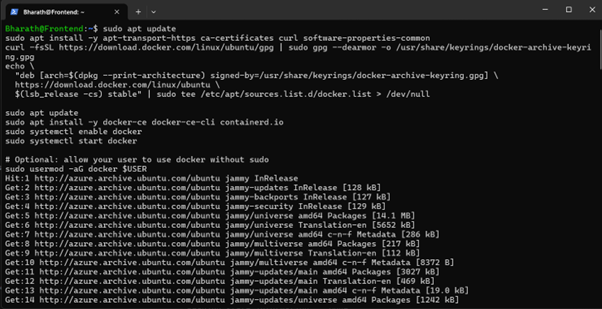 Bharath@Frontend: ~
Bharath@Frontend:~$ sudo apt update
sudo apt install -y apt-transport-https ca-certificates curl software-properties-common
curl -fsSL https://download.docker.com/linux/ubuntu/gpg | sudo gpg --dearmor -o /usr/share/keyrings/docker-archive-keyri
ng.gpg
echo \
"deb [arch=$(dpkg --print-architecture) signed-by=/usr/share/keyrings/docker-archive-keyring.gpg] \
https://download.docker.com/linux/ubuntu \
$(lsb_release -cs) stable" | sudo tee /etc/apt/sources.list.d/docker.list > /dev/null
sudo apt update
sudo apt install -y docker-ce docker-ce-cli containerd.io
sudo systemctl enable docker
sudo systemctl start docker
# Optional: allow your user to use docker without sudo
sudo usermod -aG docker $USER
Hit:1 http://azure.archive.ubuntu.com/ubuntu jammy InRelease
Get:2 http://azure.archive.ubuntu.com/ubuntu jammy-updates InRelease [128 kB]
Get:3 http://azure.archive.ubuntu.com/ubuntu jammy-backports InRelease [127 kB]
Get:4 http://azure.archive.ubuntu.com/ubuntu jammy-security InRelease [129 kB]
Get:5 http://azure.archive.ubuntu.com/ubuntu jammy/universe amd64 Packages [14.1 MB]
Get:6 http://azure.archive.ubuntu.com/ubuntu jammy/universe Translation-en [5652 kB]
Get:7 http://azure.archive.ubuntu.com/ubuntu jammy/universe amd64 c-n-f Metadata [286 kB]
Get:8 http://azure.archive.ubuntu.com/ubuntu jammy/multiverse amd64 Packages [217 kB]
Get:9 http://azure.archive.ubuntu.com/ubuntu jammy/multiverse Translation-en [112 kB]
Get:10 http://azure.archive.ubuntu.com/ubuntu jammy/multiverse amd64 c-n-f Metadata [8372 B]
Get:11 http://azure.archive.ubuntu.com/ubuntu jammy-updates/main amd64 Packages [3027 kB]
Get:12 http://azure.archive.ubuntu.com/ubuntu jammy-updates/main Translation-en [469 kB]
Get:13 http://azure.archive.ubuntu.com/ubuntu jammy-updates/main amd64 c-n-f Metadata [19.0 kB]
Get:14 http://azure.archive.ubuntu.com/ubuntu jammy-updates/universe amd64 Packages [1242 kB]